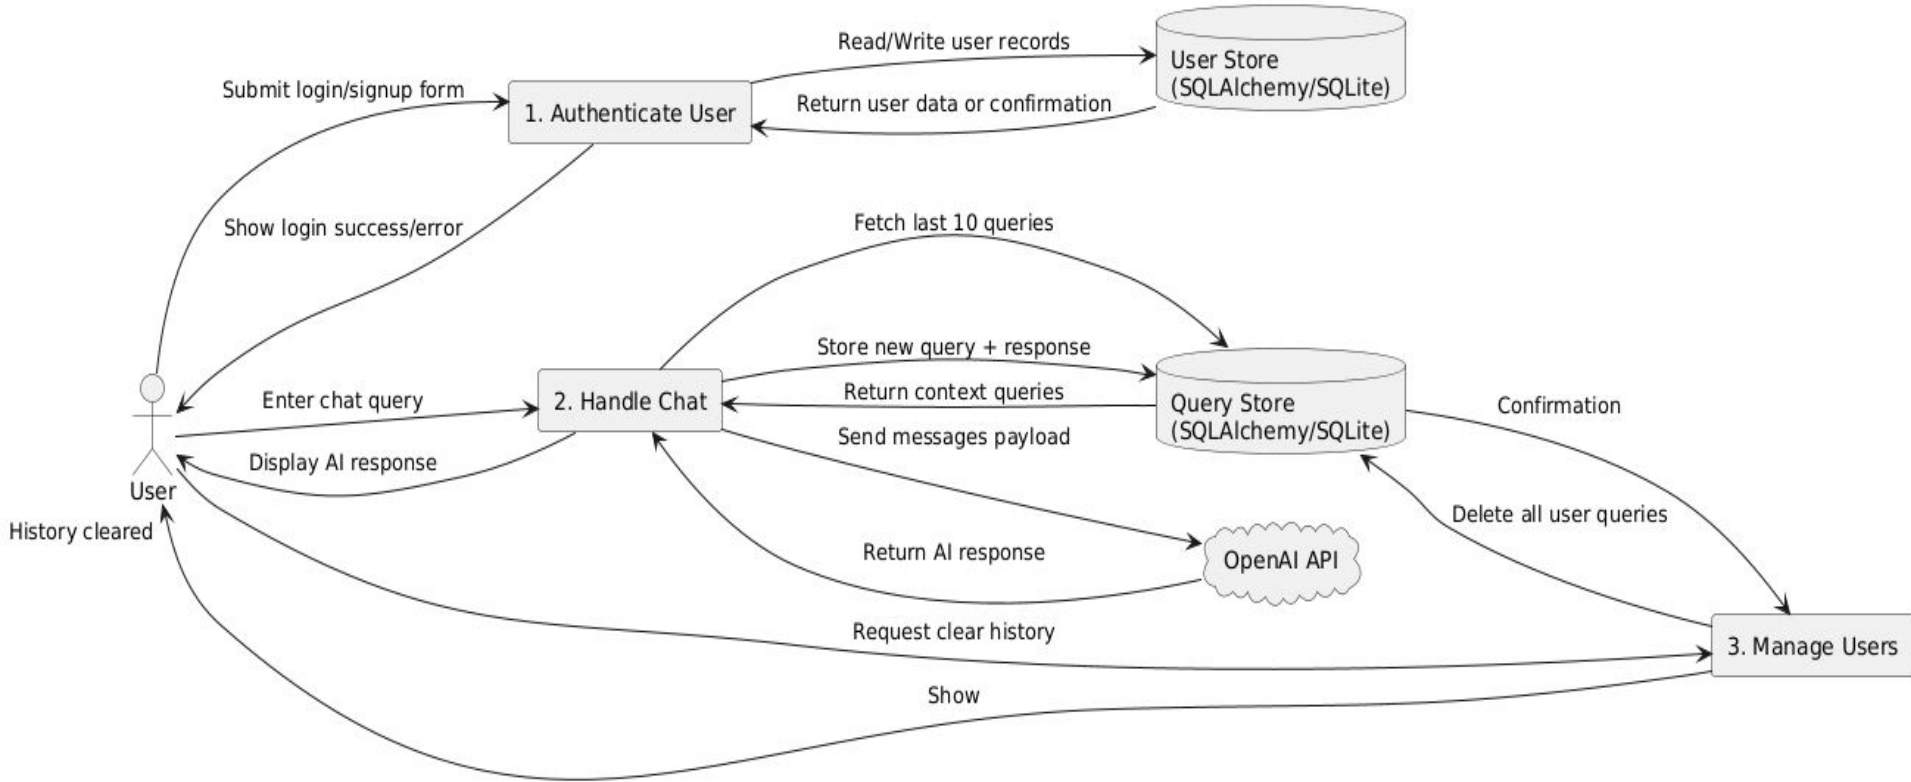 Read/Write user records
User Store
(SQLAlchemy/SQLite)
Submit login/signup form
Return user data or confirmation
1. Authenticate User
Show login success/error
Fetch last 10 queries
Store new query + response
Enter chat query
2. Handle Chat
Return context queries
Query Store
(SQLAlchemy/SQLite)
Confirmation
Send messages payload
Display AI response
User
History cleared
Delete all user queries
Return AI response
OpenAI API
Request clear history
3. Manage Users
Show